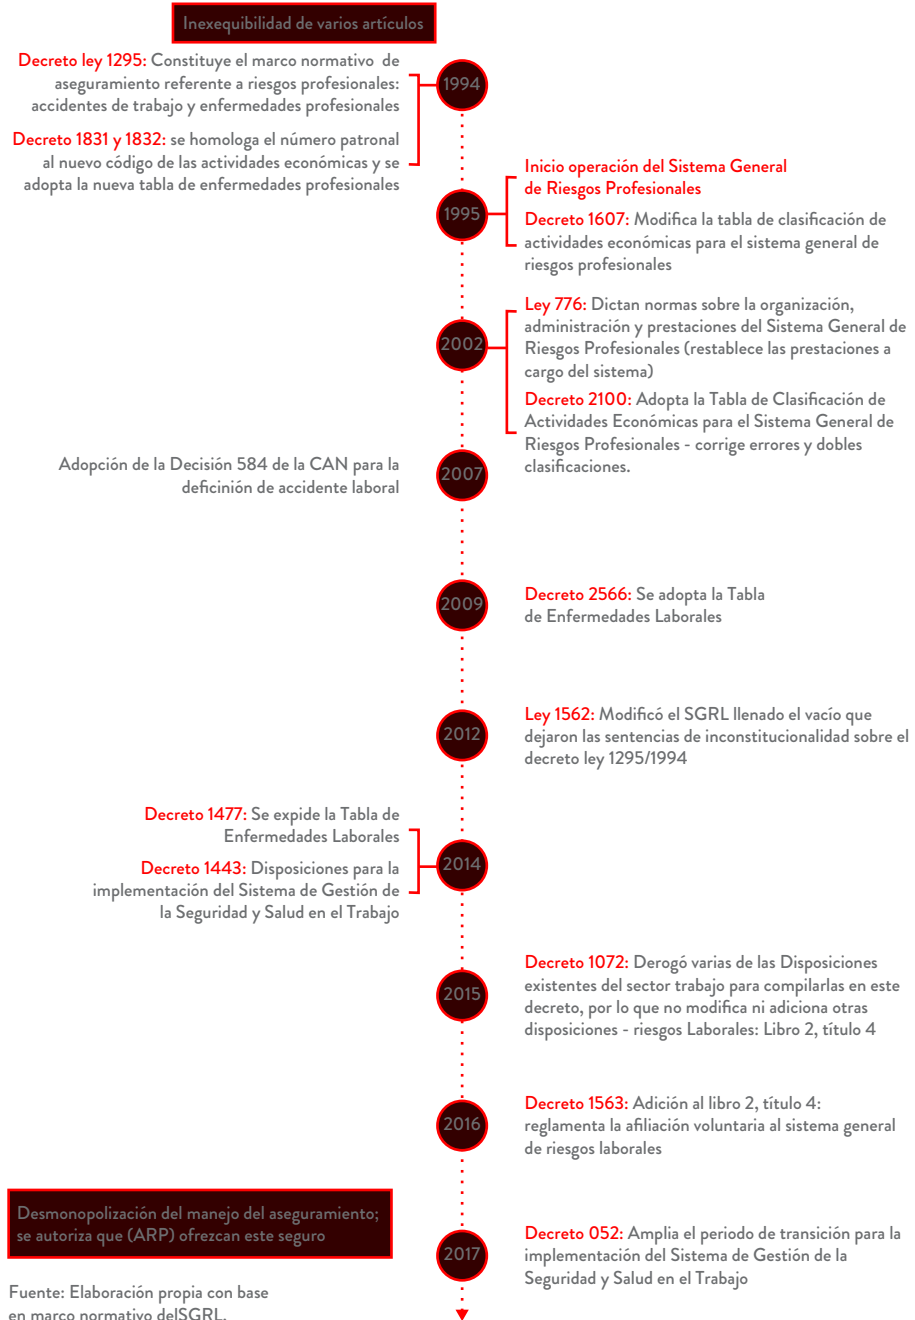 Inexequibilidad de varios artículos
Decreto ley 1295: Constituye el marco normativo de
aseguramiento referente a riesgos profesionales:
accidentes de trabajo y enfermedades profesionales
1994
Decreto 1831 y 1832: se homologa el número patronal
al nuevo código de las actividades económicas y se
adopta la nueva tabla de enfermedades profesionales
Inicio operación del Sistema General
de Riesgos Profesionales
1995
Decreto 1607: Modifica la tabla de clasificación de
actividades económicas para el sistema general de
riesgos profesionales
Ley 776: Dictan normas sobre la organización,
administración y prestaciones del Sistema General de
2002
Riesgos Profesionales (restablece las prestaciones a
cargo del sistema)
Decreto 2100: Adopta la Tabla de Clasificación de
Actividades Económicas para el Sistema General de
Riesgos Profesionales - corrige errores y dobles
clasificaciones.
Adopción de la Decisión 584 de la CAN para la
deficinión de accidente laboral
2007
2009
Decreto 2566: Se adopta la Tabla
de Enfermedades Laborales
2012
Ley 1562: Modificó el SGRL llenado el vacío que
dejaron las sentencias de inconstitucionalidad sobre el
decreto ley 1295/1994
Decreto 1477: Se expide la Tabla de
Enfermedades Laborales
2014
Decreto 1443: Disposiciones para la
implementación del Sistema de Gestión de
la Seguridad y Salud en el Trabajo
2015
Decreto 1072: Derogó varias de las Disposiciones
existentes del sector trabajo para compilarlas en este
decreto, por lo que no modifica ni adiciona otras
disposiciones - riesgos Laborales: Libro 2, título 4
2016
Decreto 1563: Adición al libro 2, título 4:
reglamenta la afiliación voluntaria al sistema general
de riesgos laborales
Desmonopolización del manejo del aseguramiento;
se autoriza que (ARP) ofrezcan este seguro
2017
Decreto 052: Amplia el periodo de transición para la
implementación del Sistema de Gestión de la
Seguridad y Salud en el Trabajo
Fuente: Elaboración propia con base
en marco normativo delSGRL.